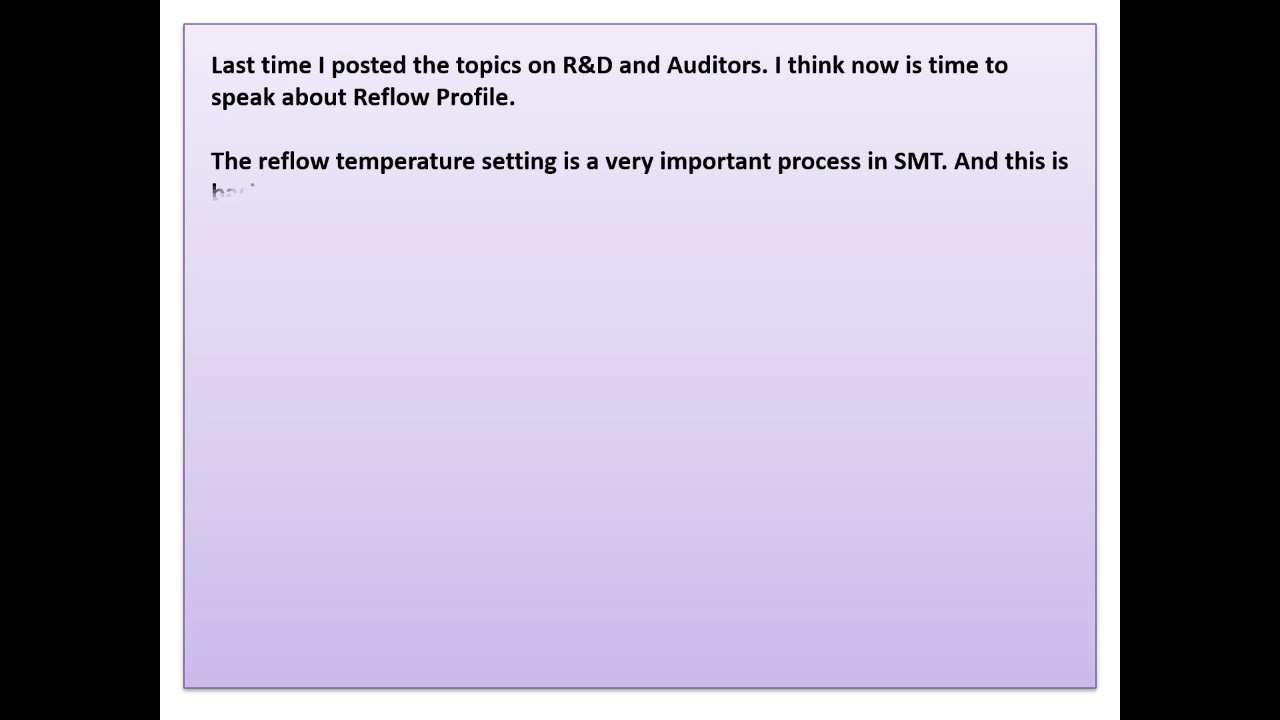 Last time I posted the topics on R&D and Auditors. I think now is time to
speak about Reflow Profile.
The reflow temperature setting is a very important process in SMT. And this is